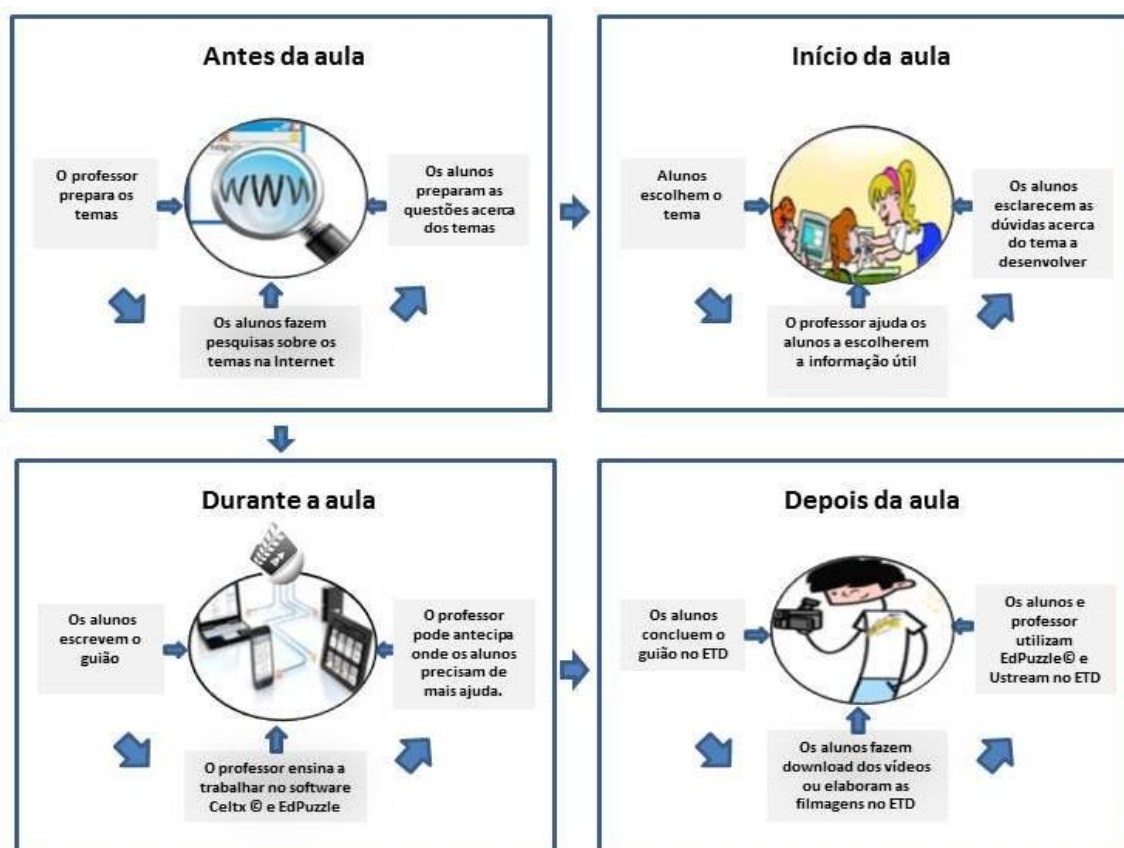 Antes da aula
O professor
prepara os
temas
WWW
http://
Os alunos
preparam as
questões acerca
dos temas
Os alunos fazem
pesquisas sobre os
temas na Internet
Início da aula
Alunos
escolhem o
tema
Os alunos
esclarecem as
dúvidas acerca
do tema a
desenvolver
O professor ajuda os
alunos a escolherem
a informação útil
Durante a aula
Os alunos
escrevem o
guião
O professor
pode antecipa
onde os alunos
precisam de
mais ajuda.
O professor ensina a
trabalhar no software
Celtx © e EdPuzzle
Depois da aula
Os alunos
concluem o
guião no ETD
Os alunos e
professor
utilizam
EdPuzzle© e
Ustream no ETD
Os alunos fazem
download dos vídeos
ou elaboram as
filmagens no ETD